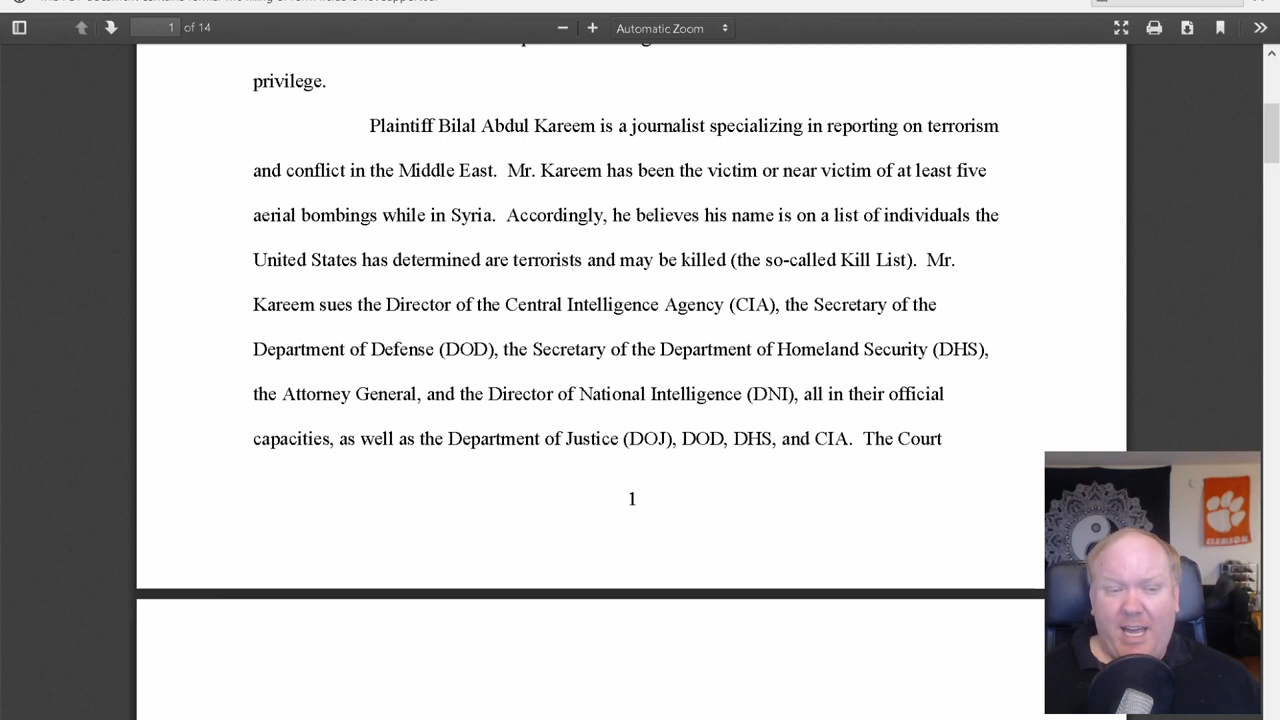 1 of 14
Automatic Zoom
privilege.
Plaintiff Bilal Abdul Kareem is a journalist specializing in reporting on terrorism
and conflict in the Middle East. Mr. Kareem has been the victim or near victim of at least five
aerial bombings while in Syria. Accordingly, he believes his name is on a list of individuals the
United States has determined are terrorists and may be killed (the so-called Kill List). Mr.
Kareem sues the Director of the Central Intelligence Agency (CIA), the Secretary of the
Department of Defense (DOD), the Secretary of the Department of Homeland Security (DHS),
the Attorney General, and the Director of National Intelligence (DNI), all in their official
capacities, as well as the Department of Justice (DOJ), DOD, DHS, and CIA. The Court
1
CLEMSON